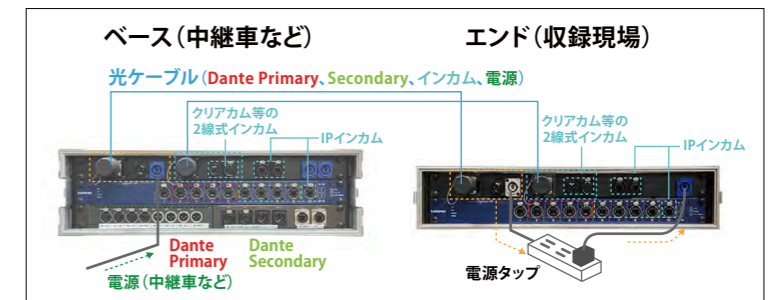 ベース（中継車など）
エンド（収録現場）
光ケーブル（Dante Primary、Secondary、インカム、電源）
クリアカム等の
2線式インカム
IPインカム
クリアカム等の
2線式インカム
IPインカム
Dante
Primary
Dante
Secondary
電源（中継車など）
電源タップ